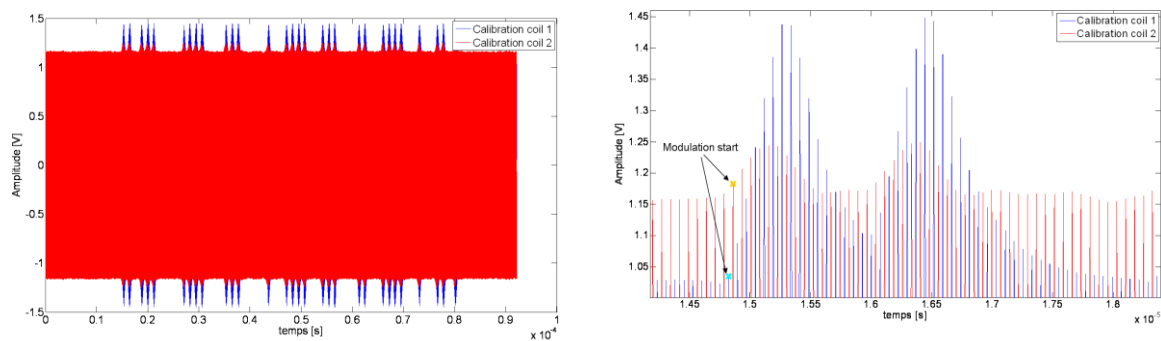 1.5
1
0.5
0
-0.5
-1
-1.5
Amplitude [V]
Calibration coil 1
Calibration coil 2
0 0.1 0.2 0.3 0.4 0.5 0.6 0.7 0.8 0.9 1
temps [s]
x 10
1.45
1.4
1.35
1.3
1.25
1.2
1.15
1.1
1.05
Amplitude [V]
Calibration coil 1
Calibration coil 2
Modulation start
1.45 1.5 1.55 1.6 1.65 1.7 1.75 1.8
temps [s]
x 10